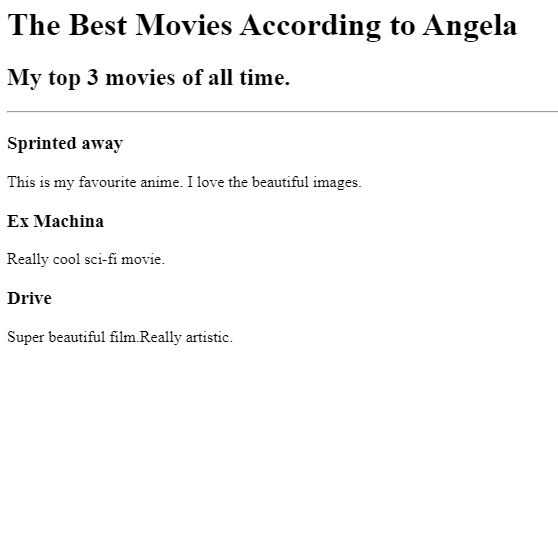 The Best Movies According to Angela
My top 3 movies of all time.
Sprinted away
This is my favourite anime. I love the beautiful images.
Ex Machina
Really cool sci-fi movie.
Drive
Super beautiful film.Really artistic.